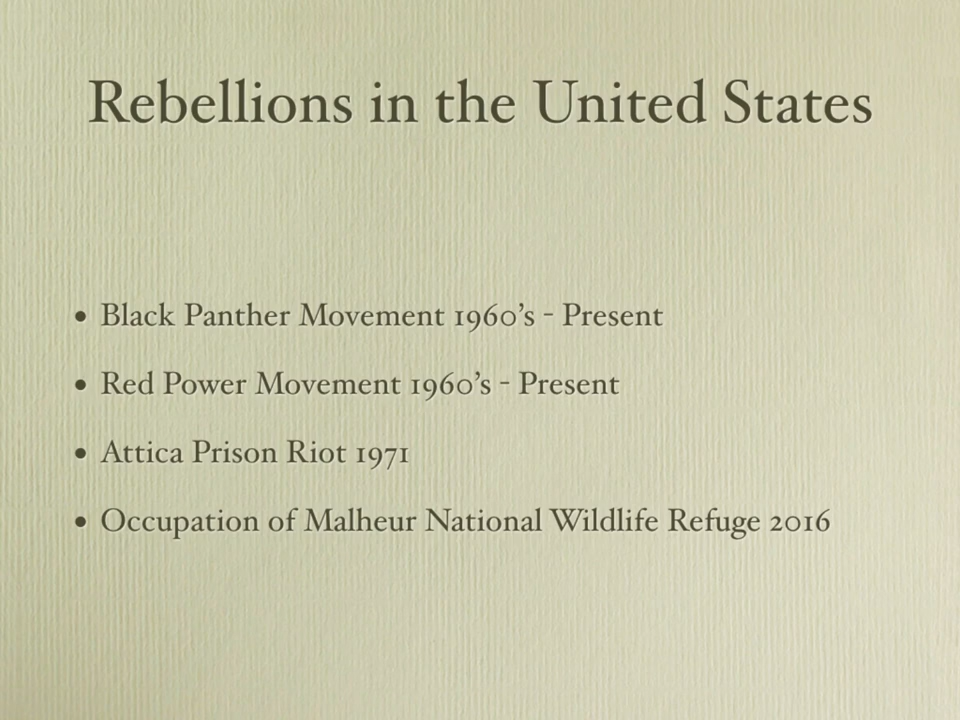 Rebellions in the United States
• Black Panther Movement 1960’s - Present
• Red Power Movement 1960’s - Present
• Attica Prison Riot 1971
• Occupation of Malheur National Wildlife Refuge 2016